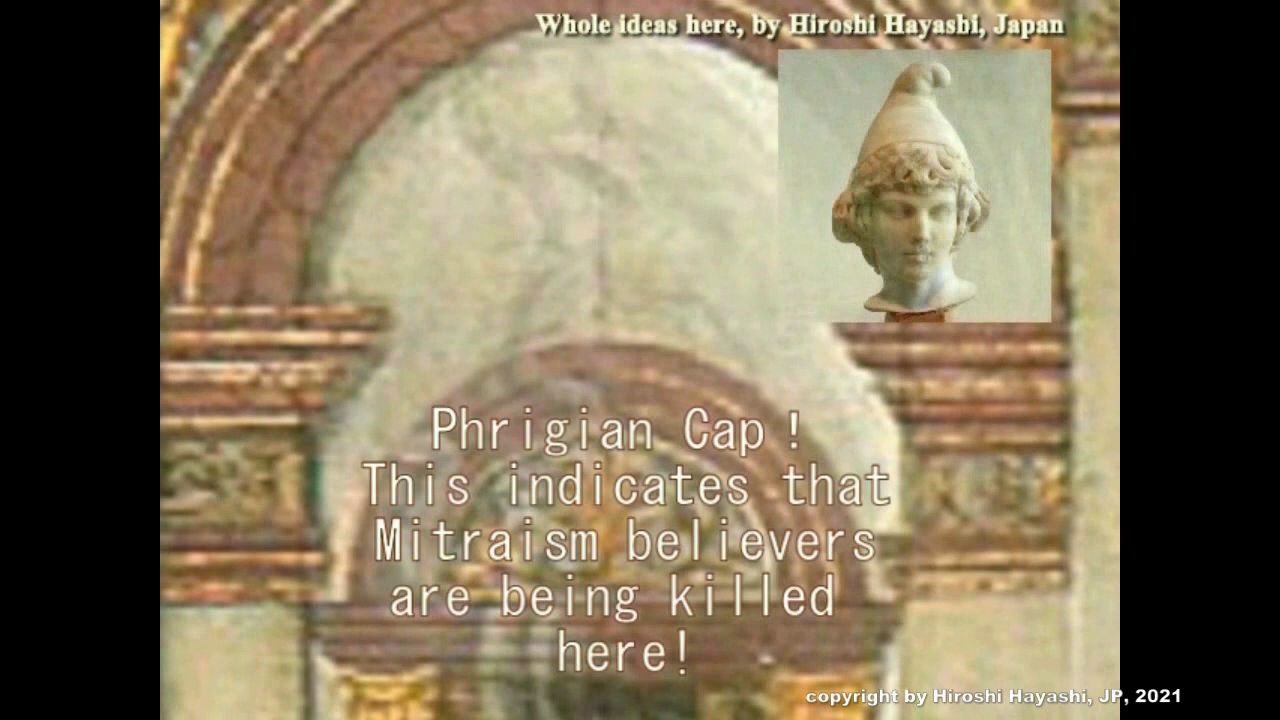 Whole ideas here, by Hiroshi Hayashi, Japan
Phrigian Cap！
This indicates that
Mitraism believers
are being killed
here!
copyright by Hiroshi Hayashi, JP, 2021